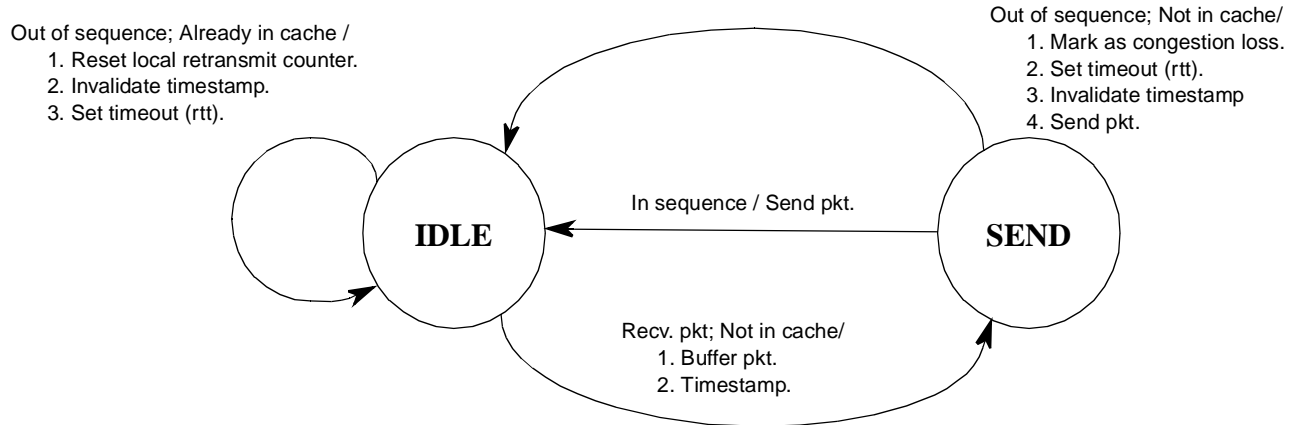 Out of sequence; Already in cache /
1. Reset local retransmit counter.
2. Invalidate timestamp.
3. Set timeout (rtt).
Out of sequence; Not in cache/
1. Mark as congestion loss.
2. Set timeout (rtt).
3. Invalidate timestamp
4. Send pkt.
In sequence / Send pkt.
IDLE
SEND
Recv. pkt; Not in cache/
1. Buffer pkt.
2. Timestamp.